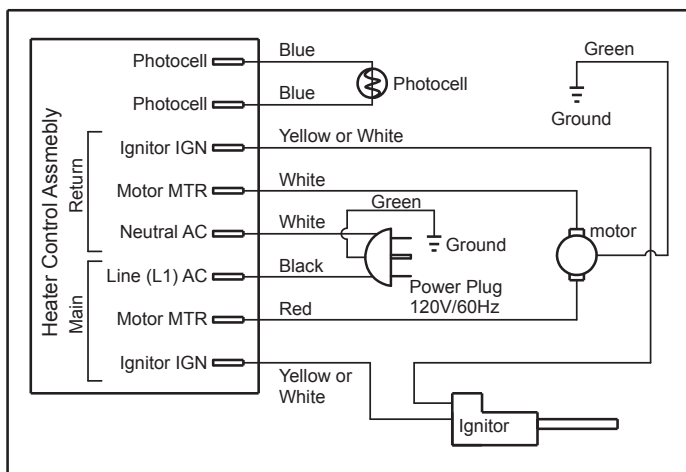 Heater Control Assmebly
Return
Main
Photocell
Photocell
Ignitor IGN
Motor MTR
Neutral AC
Line (L1) AC
Motor MTR
Ignitor IGN
Blue
Blue
Photocell
Green
Ground
Yellow or White
White
Green
White
Ground
motor
Black
Power Plug
120V/60Hz
Red
Yellow or
White
Ignitor